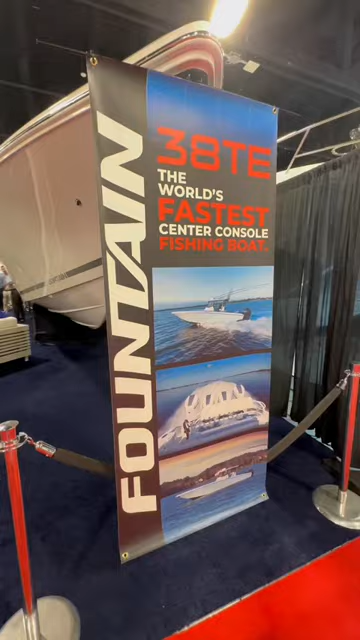 FOUNTAIN
38TE
THE
WORLD'S
FASTEST
CENTER CONSOLE
FISHING BOAT.